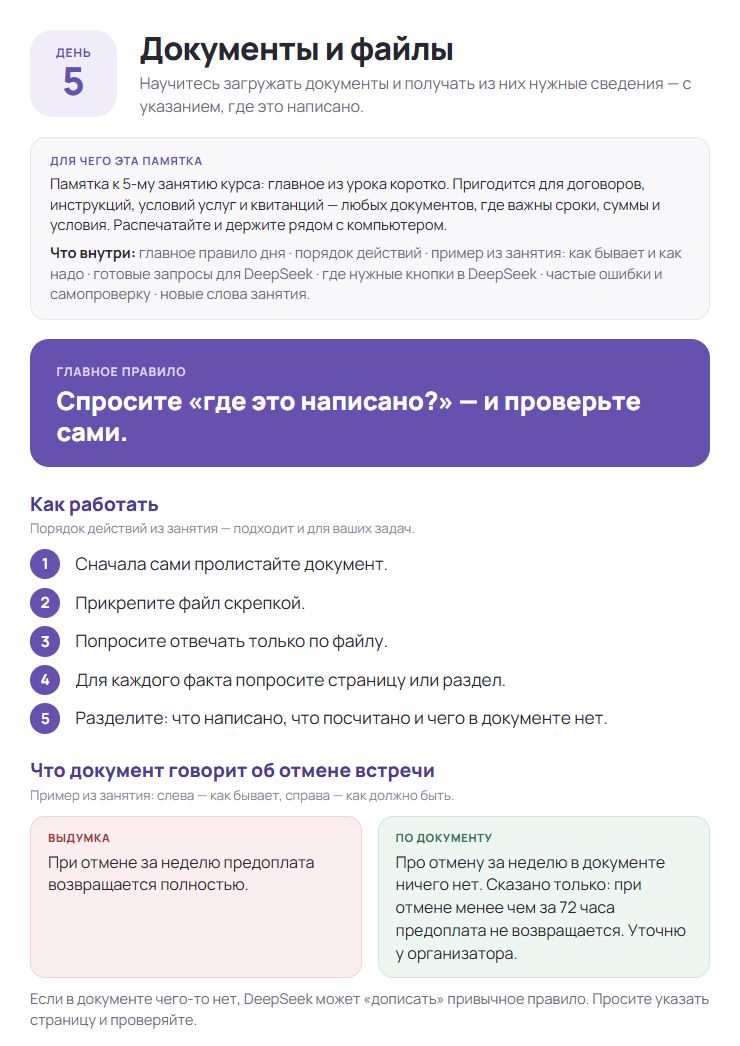 ДЕНЬ
5
Документы и файлы
Научитесь загружать документы и получать из них нужные сведения — с
указанием, где это написано.
ДЛЯ ЧЕГО ЭТА ПАМЯТКА
Памятка к 5-му занятию курса: главное из урока коротко. Пригодится для договоров,
инструкций, условий услуг и квитанций — любых документов, где важны сроки, суммы и
условия. Распечатайте и держите рядом с компьютером.
Что внутри: главное правило дня · порядок действий · пример из занятия: как бывает и как
надо · готовые запросы для DeepSeek · где нужные кнопки в DeepSeek · частые ошибки и
самопроверку · новые слова занятия.
ГЛАВНОЕ ПРАВИЛО
Спросите «где это написано?» — и проверьте
сами.
Как работать
Порядок действий из занятия — подходит и для ваших задач.
1 Сначала сами пролистайте документ.
2 Прикрепите файл скрепкой.
3 Попросите отвечать только по файлу.
4 Для каждого факта попросите страницу или раздел.
5 Разделите: что написано, что посчитано и чего в документе нет.
Что документ говорит об отмене встречи
Пример из занятия: слева — как бывает, справа — как должно быть.
ВЫДУМКА
При отмене за неделю предоплата
возвращается полностью.
ПО ДОКУМЕНТУ
Про отмену за неделю в документе
ничего нет. Сказано только: при
отмене менее чем за 72 часа
предоплата не возвращается. Уточню
у организатора.
Если в документе чего-то нет, DeepSeek может «дописать» привычное правило. Просите указать
страницу и проверяйте.